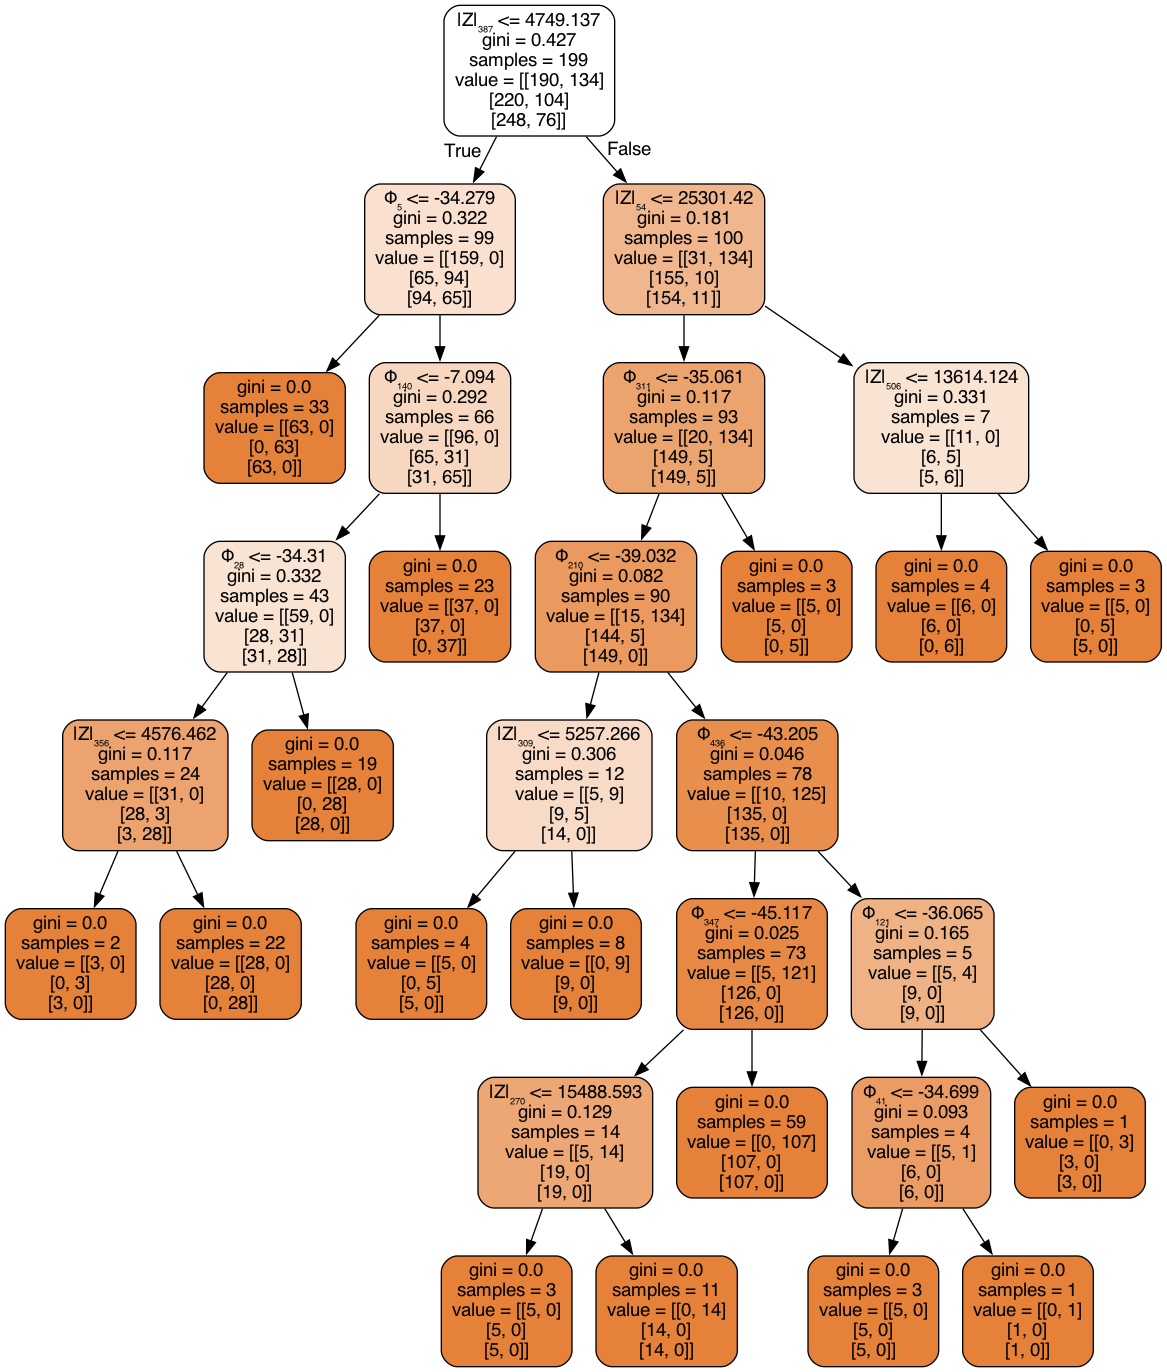 |Z|₃₈₇ <= 4749.137
gini = 0.427
samples = 199
value = [[190, 134]
[220, 104]
[248, 76]]
True
False
Φ₅ <= -34.279
gini = 0.322
samples = 99
value = [[159, 0]
[65, 94]
[94, 65]]
|Z|₅₄ <= 25301.42
gini = 0.181
samples = 100
value = [[31, 134]
[155, 10]
[154, 11]]
gini = 0.0
samples = 33
value = [[63, 0]
[0, 63]
[63, 0]]
Φ₁₄₀ <= -7.094
gini = 0.292
samples = 66
value = [[96, 0]
[65, 31]
[31, 65]]
Φ₃₁₁ <= -35.061
gini = 0.117
samples = 93
value = [[20, 134]
[149, 5]
[149, 5]]
|Z|₅₀₆ <= 13614.124
gini = 0.331
samples = 7
value = [[11, 0]
[6, 5]
[5, 6]]
Φ₂₈ <= -34.31
gini = 0.332
samples = 43
value = [[59, 0]
[28, 31]
[31, 28]]
gini = 0.0
samples = 23
value = [[37, 0]
[37, 0]
[0, 37]]
Φ₂₁₀ <= -39.032
gini = 0.082
samples = 90
value = [[15, 134]
[144, 5]
[149, 0]]
gini = 0.0
samples = 3
value = [[5, 0]
[5, 0]
[0, 5]]
gini = 0.0
samples = 4
value = [[6, 0]
[6, 0]
[0, 6]]
gini = 0.0
samples = 3
value = [[5, 0]
[0, 5]
[5, 0]]
|Z|₃₅₆ <= 4576.462
gini = 0.117
samples = 24
value = [[31, 0]
[28, 3]
[3, 28]]
gini = 0.0
samples = 19
value = [[28, 0]
[0, 28]
[28, 0]]
|Z|₃₀₉ <= 5257.266
gini = 0.306
samples = 12
value = [[5, 9]
[9, 5]
[14, 0]]
Φ₄₃₆ <= -43.205
gini = 0.046
samples = 78
value = [[10, 125]
[135, 0]
[135, 0]]
gini = 0.0
samples = 2
value = [[3, 0]
[0, 3]
[3, 0]]
gini = 0.0
samples = 22
value = [[28, 0]
[28, 0]
[0, 28]]
gini = 0.0
samples = 4
value = [[5, 0]
[0, 5]
[5, 0]]
gini = 0.0
samples = 8
value = [[0, 9]
[9, 0]
[9, 0]]
Φ₃₄₇ <= -45.117
gini = 0.025
samples = 73
value = [[5, 121]
[126, 0]
[126, 0]]
Φ₁₂₁ <= -36.065
gini = 0.165
samples = 5
value = [[5, 4]
[9, 0]
[9, 0]]
|Z|₂₇₀ <= 15488.593
gini = 0.129
samples = 14
value = [[5, 14]
[19, 0]
[19, 0]]
gini = 0.0
samples = 59
value = [[0, 107]
[107, 0]
[107, 0]]
Φ₄₁ <= -34.699
gini = 0.093
samples = 4
value = [[5, 1]
[6, 0]
[6, 0]]
gini = 0.0
samples = 1
value = [[0, 3]
[3, 0]
[3, 0]]
gini = 0.0
samples = 3
value = [[5, 0]
[5, 0]
[5, 0]]
gini = 0.0
samples = 11
value = [[0, 14]
[14, 0]
[14, 0]]
gini = 0.0
samples = 3
value = [[5, 0]
[5, 0]
[5, 0]]
gini = 0.0
samples = 1
value = [[0, 1]
[1, 0]
[1, 0]]